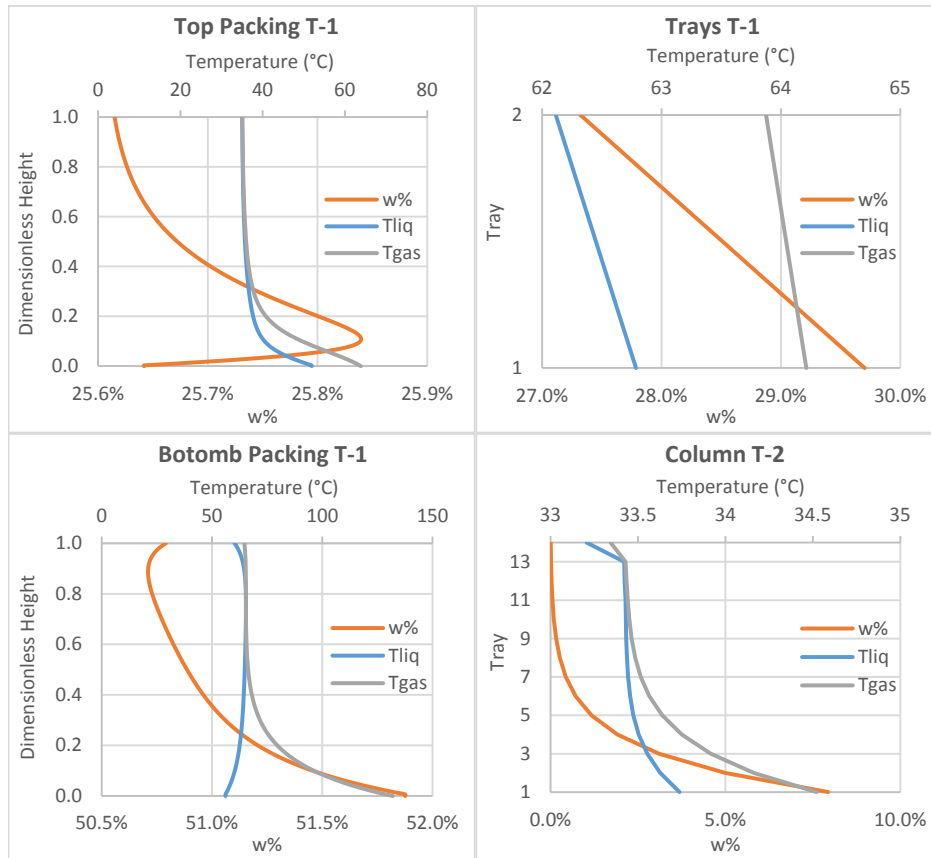 Top Packing T-1
Temperature (°C)
0 20 40 60 80
1.0
0.8
0.6
0.4
0.2
0.0
Dimensionless Height
w%
Tliq
Tgas
25.6% 25.7% 25.8% 25.9%
w%
Trays T-1
Temperature (°C)
62 63 64 65
2
1
Tray
w%
Tliq
Tgas
27.0% 28.0% 29.0% 30.0%
w%
Botomb Packing T-1
Temperature (°C)
0 50 100 150
1.0
0.8
0.6
0.4
0.2
0.0
Dimensionless Height
w%
Tliq
Tgas
50.5% 51.0% 51.5% 52.0%
w%
Column T-2
Temperature (°C)
33 33.5 34 34.5 35
13
11
9
7
5
3
1
Tray
w%
Tliq
Tgas
0.0% 5.0% 10.0%
w%